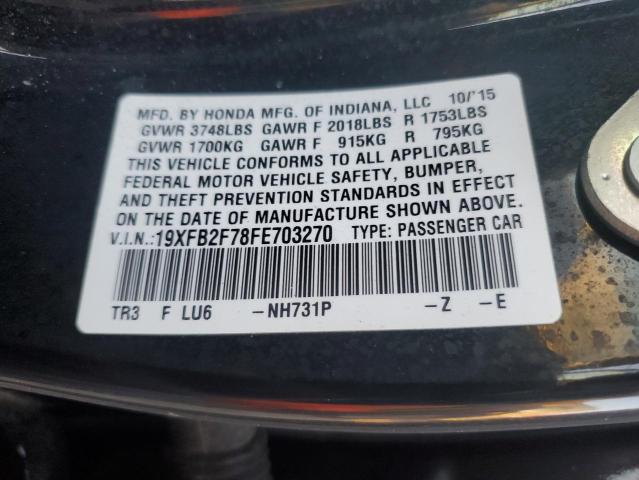 MFD. BY HONDA MFG. OF INDIANA, LLC 10/'15
GVWR 3748LBS GAWR F 2018LBS R 1753LBS
GVWR 1700KG GAWR F 915KG R 795KG
THIS VEHICLE CONFORMS TO ALL APPLICABLE
FEDERAL MOTOR VEHICLE SAFETY, BUMPER,
AND THEFT PREVENTION STANDARDS IN EFFECT
ON THE DATE OF MANUFACTURE SHOWN ABOVE.
V.I.N.:19XFB2F78FE703270 TYPE: PASSENGER CAR
TR3 F LU6 -NH731P -Z -E